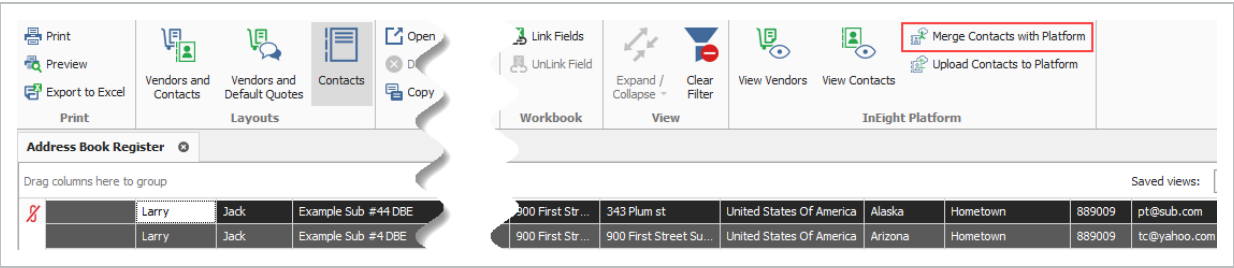 Print
Preview
Export to Excel
Print
Vendors and Contacts
Vendors and Default Quotes
Contacts
Layouts
Open
Copy
Link Fields
UnLink Field
Workbook
Expand / Collapse
Clear Filter
View
View Vendors
View Contacts
Merge Contacts with Platform
Upload Contacts to Platform
InEight Platform
Address Book Register
Drag columns here to group
Saved views:
Larry Jack Example Sub #44 DBE 900 First Str... 343 Plum st United States Of America Alaska Hometown 889009 pt@sub.com
Larry Jack Example Sub #4 DBE 900 First Str... 900 First Street Su... United States Of America Arizona Hometown 889009 tc@yahoo.com